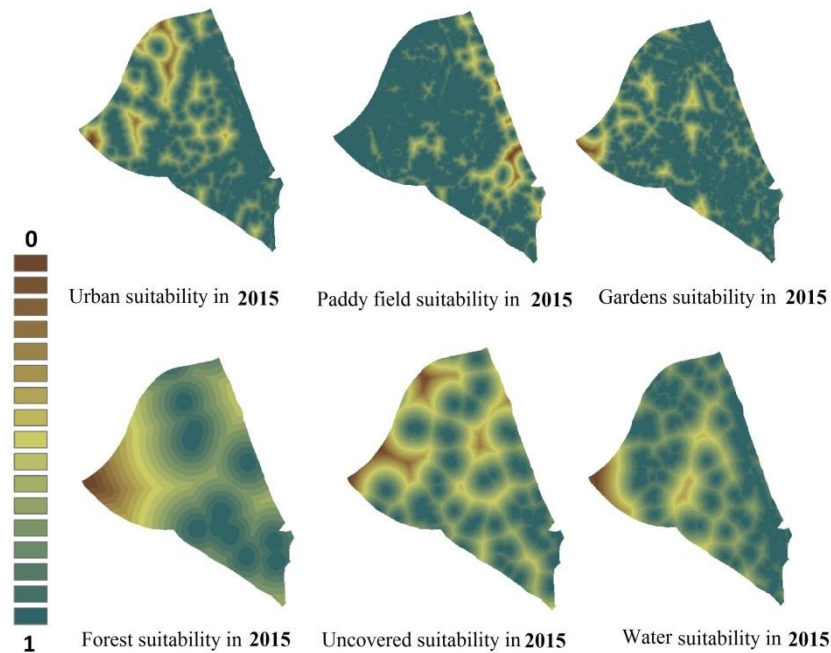 0
Urban suitability in 2015
Paddy field suitability in 2015
Gardens suitability in 2015
1
Forest suitability in 2015
Uncovered suitability in 2015
Water suitability in 2015